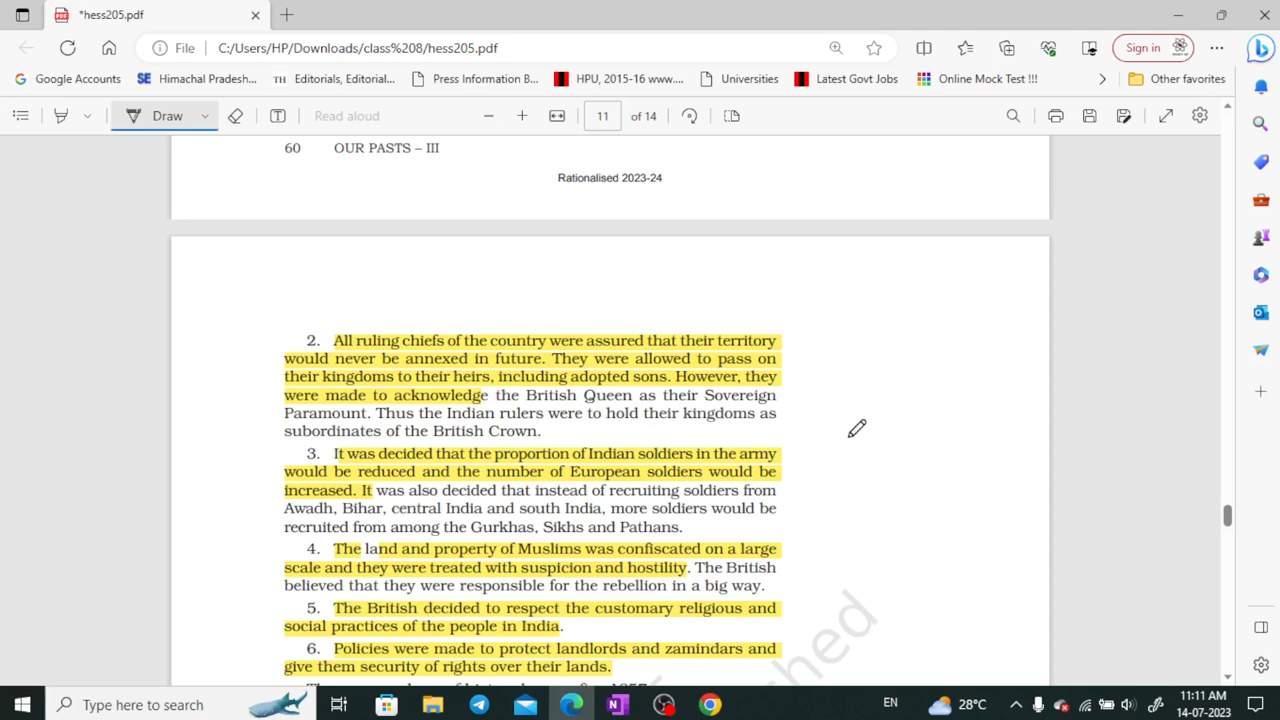 *hess205.pdf
File
C:/Users/HP/Downloads/class%208/hess205.pdf
Sign in
Google Accounts
SE Himachal Pradesh...
TH Editorials, Editorial...
Press Information B...
HPU, 2015-16 www....
Universities
Latest Govt Jobs
Online Mock Test !!!
Other favorites
Draw
Read aloud
11 of 14
60 OUR PASTS – III
Rationalised 2023-24
2. All ruling chiefs of the country were assured that their territory
would never be annexed in future. They were allowed to pass on
their kingdoms to their heirs, including adopted sons. However, they
were made to acknowledge the British Queen as their Sovereign
Paramount. Thus the Indian rulers were to hold their kingdoms as
subordinates of the British Crown.
3. It was decided that the proportion of Indian soldiers in the army
would be reduced and the number of European soldiers would be
increased. It was also decided that instead of recruiting soldiers from
Awadh, Bihar, central India and south India, more soldiers would be
recruited from among the Gurkhas, Sikhs and Pathans.
4. The land and property of Muslims was confiscated on a large
scale and they were treated with suspicion and hostility. The British
believed that they were responsible for the rebellion in a big way.
5. The British decided to respect the customary religious and
social practices of the people in India.
6. Policies were made to protect landlords and zamindars and
give them security of rights over their lands.
Type here to search
28°C
EN
11:11 AM
14-07-2023